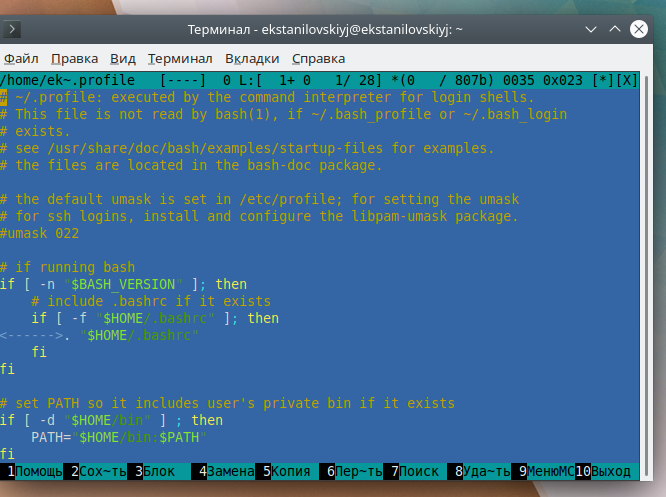 Терминал - ekstanilovskiyj@ekstanilovskiyj: ~
Файл Правка Вид Терминал Вкладки Справка
/home/ek~.profile   [----]  0 L:[  1+ 0   1/ 28] *(0   / 807b) 0035 0x023 [*][X]
# ~/.profile: executed by the command interpreter for login shells.
# This file is not read by bash(1), if ~/.bash_profile or ~/.bash_login
# exists.
# see /usr/share/doc/bash/examples/startup-files for examples.
# the files are located in the bash-doc package.

# the default umask is set in /etc/profile; for setting the umask
# for ssh logins, install and configure the libpam-umask package.
#umask 022

# if running bash
if [ -n "$BASH_VERSION" ]; then
    # include .bashrc if it exists
    if [ -f "$HOME/.bashrc" ]; then
<------>. "$HOME/.bashrc"
    fi
fi

# set PATH so it includes user's private bin if it exists
if [ -d "$HOME/bin" ] ; then
    PATH="$HOME/bin:$PATH"
fi
1Помощь 2Сох~ть 3Блок 4Замена 5Копия 6Пер~ть 7Поиск 8Уда~ть 9МенюМС 10Выход